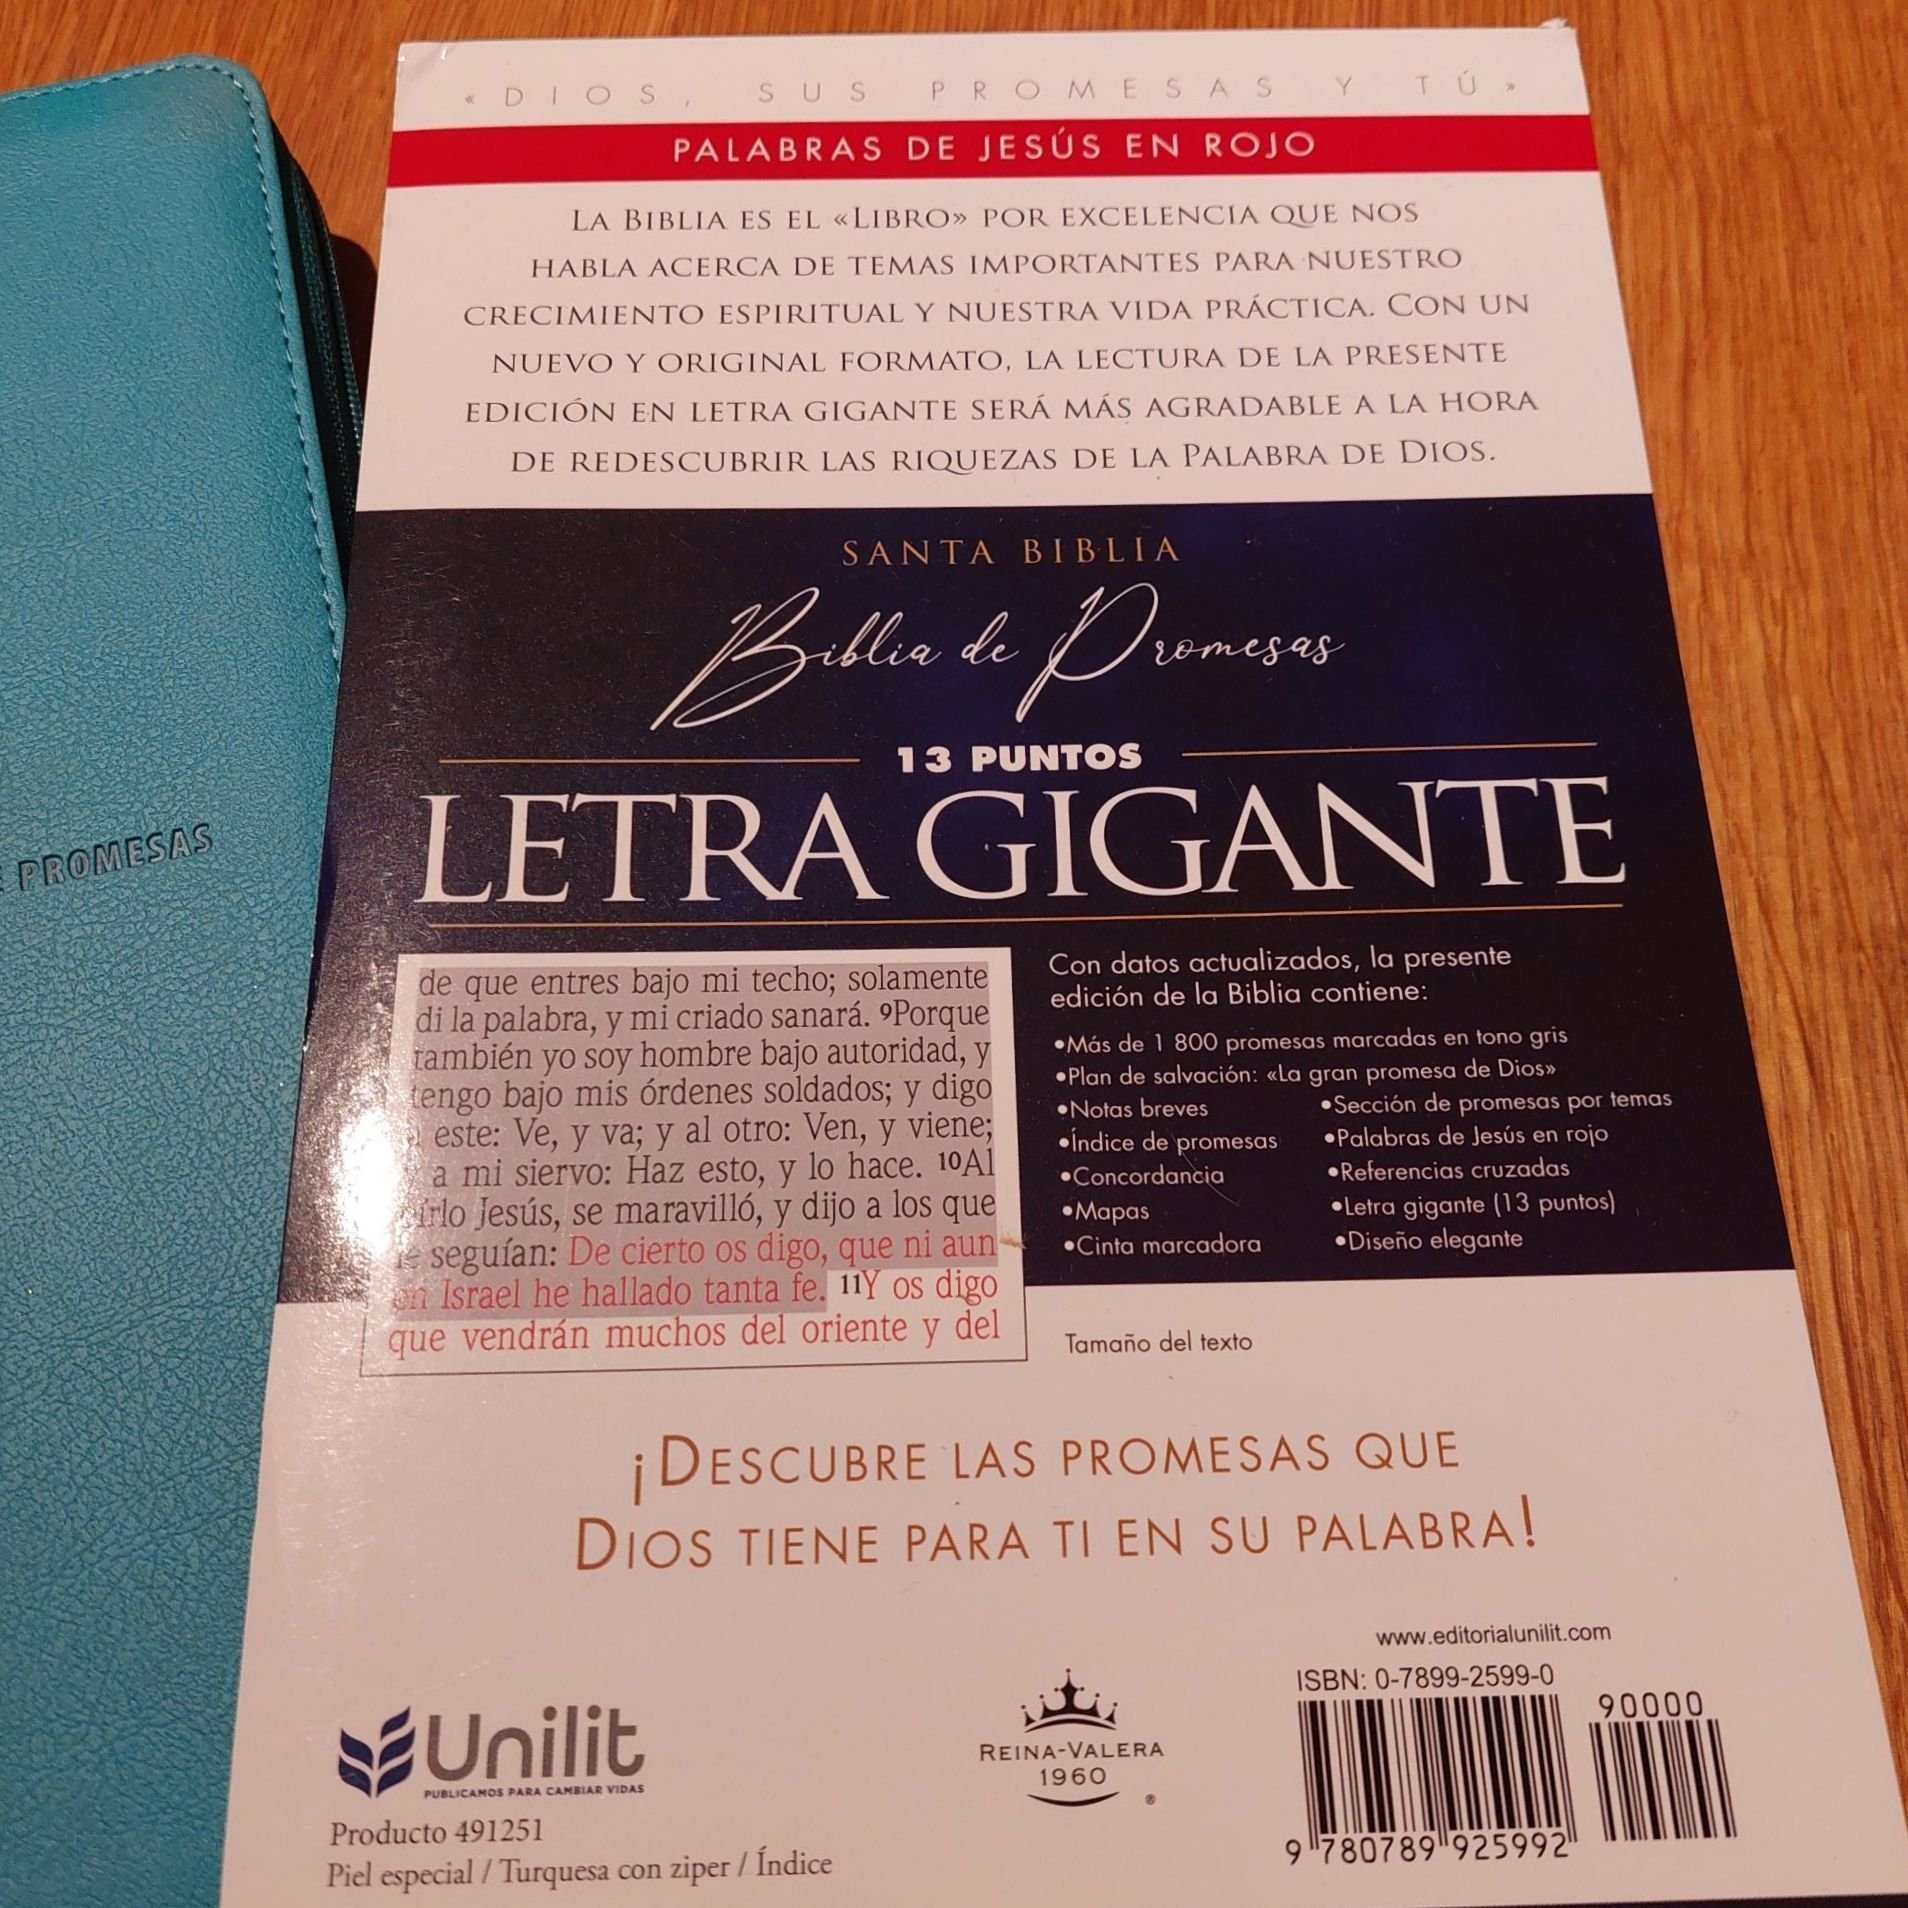 PROMESAS
«DIOS, SUS PROMESAS Y TÚ»
PALABRAS DE JESÚS EN ROJO
LA BIBLIA ES EL «LIBRO» POR EXCELENCIA QUE NOS
HABLA ACERCA DE TEMAS IMPORTANTES PARA NUESTRO
CRECIMIENTO ESPIRITUAL Y NUESTRA VIDA PRÁCTICA. CON UN
NUEVO Y ORIGINAL FORMATO, LA LECTURA DE LA PRESENTE
EDICIÓN EN LETRA GIGANTE SERÁ MÁS AGRADABLE A LA HORA
DE REDESCUBRIR LAS RIQUEZAS DE LA PALABRA DE DIOS.
SANTA BIBLIA
Biblia de Promesas
13 PUNTOS
LETRA GIGANTE
de que entres bajo mi techo; solamente
di la palabra, y mi criado sanará. 9Porque
también yo soy hombre bajo autoridad, y
tengo bajo mis órdenes soldados; y digo
este: Ve, y va; y al otro: Ven, y viene;
a mi siervo: Haz esto, y lo hace. 10Al
Jesús, se maravilló, y dijo a los que
seguían: De cierto os digo, que ni aun
en Israel he hallado tanta fe. 11Y os digo
que vendrán muchos del oriente y del
Con datos actualizados, la presente
edición de la Biblia contiene:
•Más de 1 800 promesas marcadas en tono gris
•Plan de salvación: «La gran promesa de Dios»
•Notas breves
•Índice de promesas
•Concordancia
•Mapas
•Cinta marcadora
•Sección de promesas por temas
•Palabras de Jesús en rojo
•Referencias cruzadas
•Letra gigante (13 puntos)
•Diseño elegante
Tamaño del texto
¡DESCUBRE LAS PROMESAS QUE
DIOS TIENE PARA TI EN SU PALABRA!
Unilit
PUBLICAMOS PARA CAMBIAR VIDAS
Producto 491251
Piel especial / Turquesa con ziper / Índice
REINA-VALERA
1960
®
www.editorialunilit.com
ISBN: 0-7899-2599-0
90000
9 780789 925992